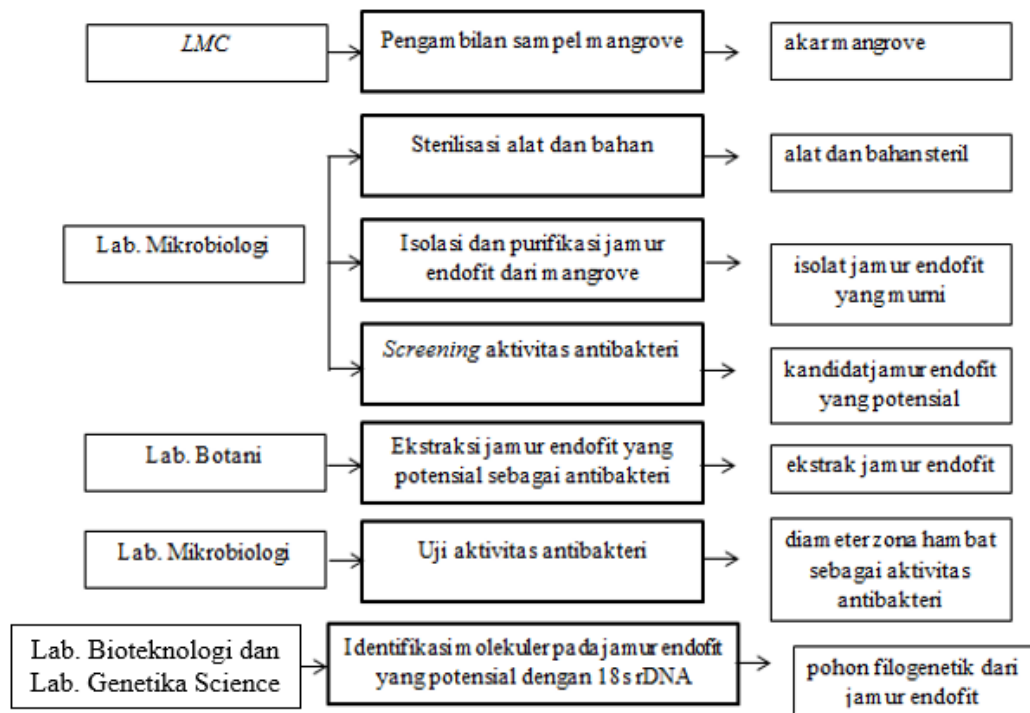 LMC
Pengambilan sampel mangrove
akar mangrove
Sterilisasi alat dan bahan
alat dan bahan steril
Lab. Mikrobiologi
Isolasi dan purifikasi jamur
endofit dari mangrove
isolat jamur endofit
yang murni
Screening aktivitas antibakteri
kandidat jamur endofit
yang potensial
Lab. Botani
Ekstraksi jamur endofit yang
potensial sebagai antibakteri
ekstrak jamur endofit
Lab. Mikrobiologi
Uji aktivitas antibakteri
diameter zona hambat
sebagai aktivitas
antibakteri
Lab. Bioteknologi dan
Lab. Genetika Science
Identifikasi molekuler pada jamur endofit
yang potensial dengan 18s rDNA
pohon filogenetik dari
jamur endofit